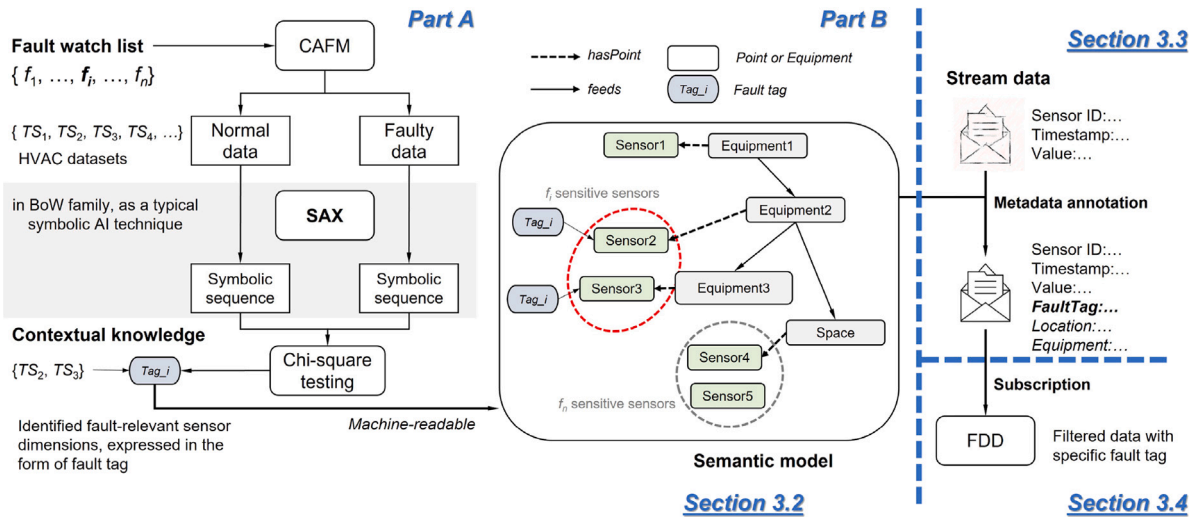 Part A
Fault watch list
CAFM
{ f1, …, fi, …, fn}
{ TS1, TS2, TS3, TS4, …}
HVAC datasets
Normal
data
Faulty
data
in BoW family, as a typical
symbolic AI technique
SAX
Symbolic
sequence
Symbolic
sequence
Contextual knowledge
{TS2, TS3}
Tag_i
Chi-square
testing
Identified fault-relevant sensor
dimensions, expressed in the
form of fault tag
Machine-readable
Part B
hasPoint
Point or Equipment
feeds
Tag_i
Fault tag
Sensor1
Equipment1
fi sensitive sensors
Tag_i
Equipment2
Sensor2
Tag_i
Sensor3
Equipment3
Space
Sensor4
Sensor5
fn sensitive sensors
Semantic model
Section 3.2
Section 3.3
Stream data
Sensor ID:…
Timestamp:…
Value:…
Metadata annotation
Sensor ID:…
Timestamp:…
Value:…
FaultTag:…
Location:…
Equipment:…
Subscription
FDD
Filtered data with
specific fault tag
Section 3.4